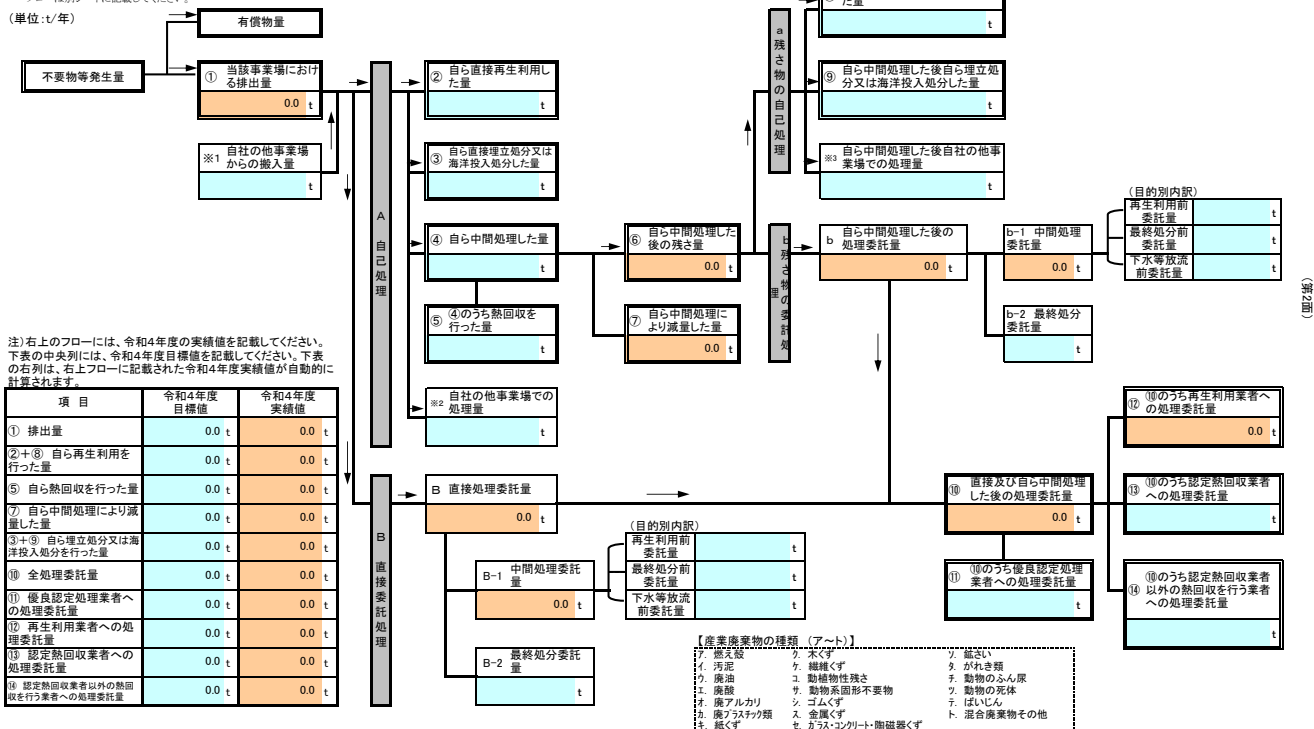 (単位:t/年)
有償物量
不要物等発生量
① 当該事業場におけ
る排出量
0.0 t
※1 自社の他事業場
からの搬入量
t
A 自己処理
② 自ら直接再生利用し
た量
t
③ 自ら直接埋立処分又は
海洋投入処分した量
t
④ 自ら中間処理した量
t
⑤ ④のうち熱回収を
行った量
t
※2 自社の他事業場での
処理量
t
⑥ 自ら中間処理した
後の残さ量
0.0 t
⑦ 自ら中間処理に
より減量した量
0.0 t
a 残さ物の自己処理
た量
t
⑨ 自ら中間処理した後自ら埋立処
分又は海洋投入処分した量
t
※3 自ら中間処理した後自社の他事
業場での処理量
t
b 残さ物の委託処理
b 自ら中間処理した後の
処理委託量
0.0 t
b-1 中間処理
委託量
0.0 t
b-2 最終処分
委託量
t
(目的別内訳)
再生利用前
委託量 t
最終処分前
委託量 t
下水等放流
前委託量 t
(第2面)
注)右上のフローには、令和4年度の実績値を記載してください。
下表の中央列には、令和4年度目標値を記載してください。下表
の右列は、右上フローに記載された令和4年度実績値が自動的に
計算されます。
項 目 令和4年度目標値 令和4年度実績値
① 排出量 0.0 t 0.0 t
②+⑧ 自ら再生利用を
行った量 0.0 t 0.0 t
⑤ 自ら熱回収を行った量 0.0 t 0.0 t
⑦ 自ら中間処理により減
量した量 0.0 t 0.0 t
③+⑨ 自ら埋立処分又は海
洋投入処分を行った量 0.0 t 0.0 t
⑩ 全処理委託量 0.0 t 0.0 t
⑪ 優良認定処理業者へ
の処理委託量 0.0 t 0.0 t
⑫ 再生利用業者への処
理委託量 0.0 t 0.0 t
⑬ 認定熱回収業者への
処理委託量 0.0 t 0.0 t
⑭ 認定熱回収業者以外の熱回
収を行う業者への処理委託量 0.0 t 0.0 t
B 直接委託処理
B 直接処理委託量
0.0 t
B-1 中間処理委託
量
0.0 t
B-2 最終処分委託
量
t
(目的別内訳)
再生利用前
委託量 t
最終処分前
委託量 t
下水等放流
前委託量 t
⑩ 直接及び自ら中間処理
した後の処理委託量
0.0 t
⑪ ⑩のうち優良認定処理
業者への処理委託量
t
⑫ ⑩のうち再生利用業者へ
の処理委託量
0.0 t
⑬ ⑩のうち認定熱回収業者
への処理委託量
t
⑭ ⑩のうち認定熱回収業者
以外の熱回収を行う業者
への処理委託量
t
【産業廃棄物の種類 (ア~ト)】
ア. 燃え殻 ク. 木くず ソ. 鉱さい
イ. 汚泥 ケ. 繊維くず タ. がれき類
ウ. 廃油 コ. 動植物性残さ チ. 動物のふん尿
エ. 廃酸 サ. 動物系固形不要物 ツ. 動物の死体
オ. 廃アルカリ シ. ゴムくず テ. ばいじん
カ. 廃プラスチック類 ス. 金属くず ト. 混合廃棄物その他
キ. 紙くず セ. ガラス・コンクリート・陶磁器くず